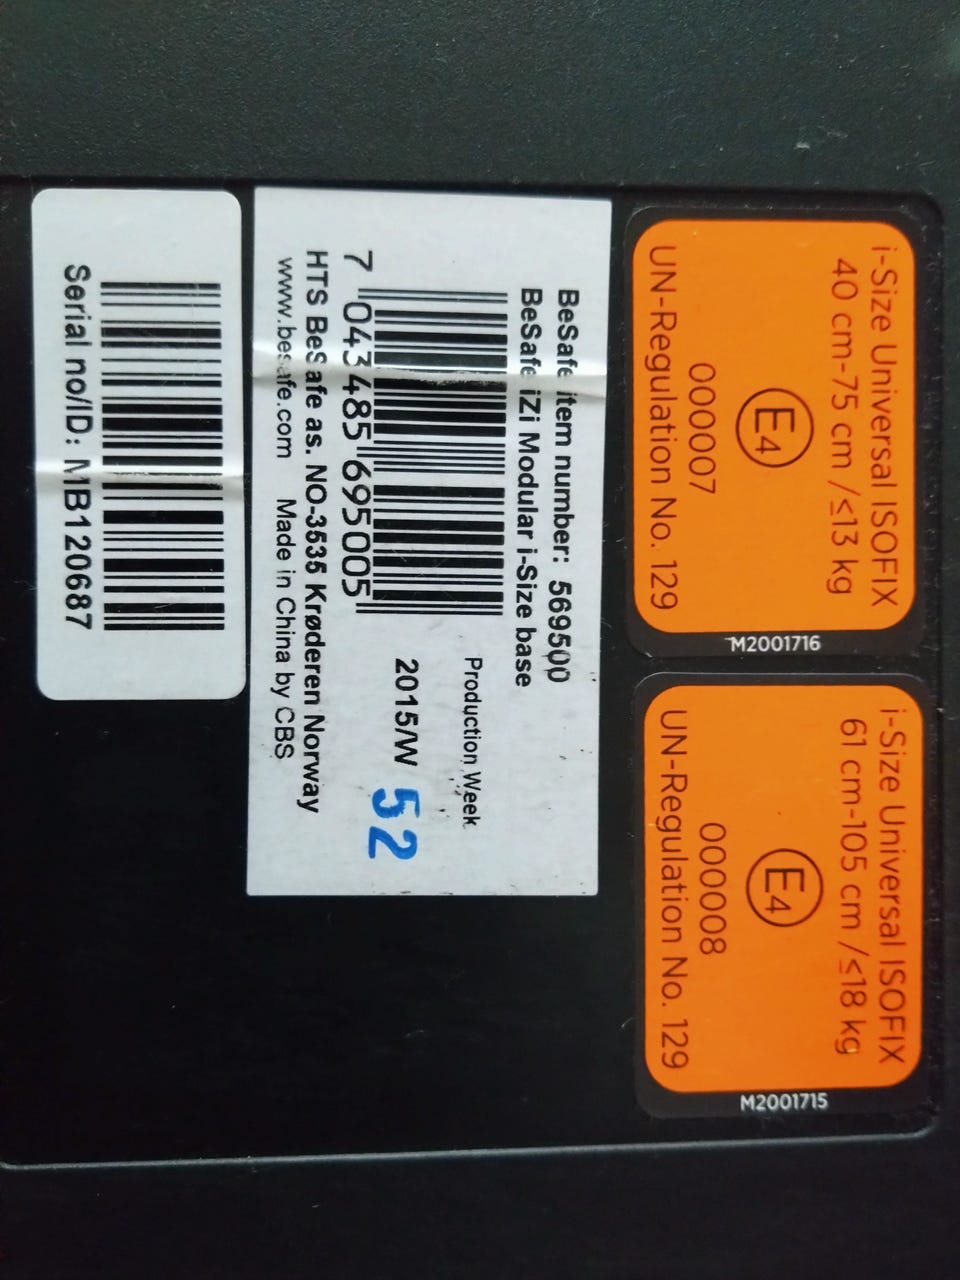 i-Size Universal ISOFIX
40 cm-75 cm /≤13 kg
E4
000007
UN-Regulation No. 129
M2001716
i-Size Universal ISOFIX
61 cm-105 cm /≤18 kg
E4
000008
UN-Regulation No. 129
M2001715
BeSafe item number: 569500
BeSafe iZi Modular i-Size base
7 043485 695005
Production Week
2015/W 52
HTS BeSafe as. NO-3535 Krøderen Norway
www.besafe.com Made in China by CBS
Serial no/ID: MB120687